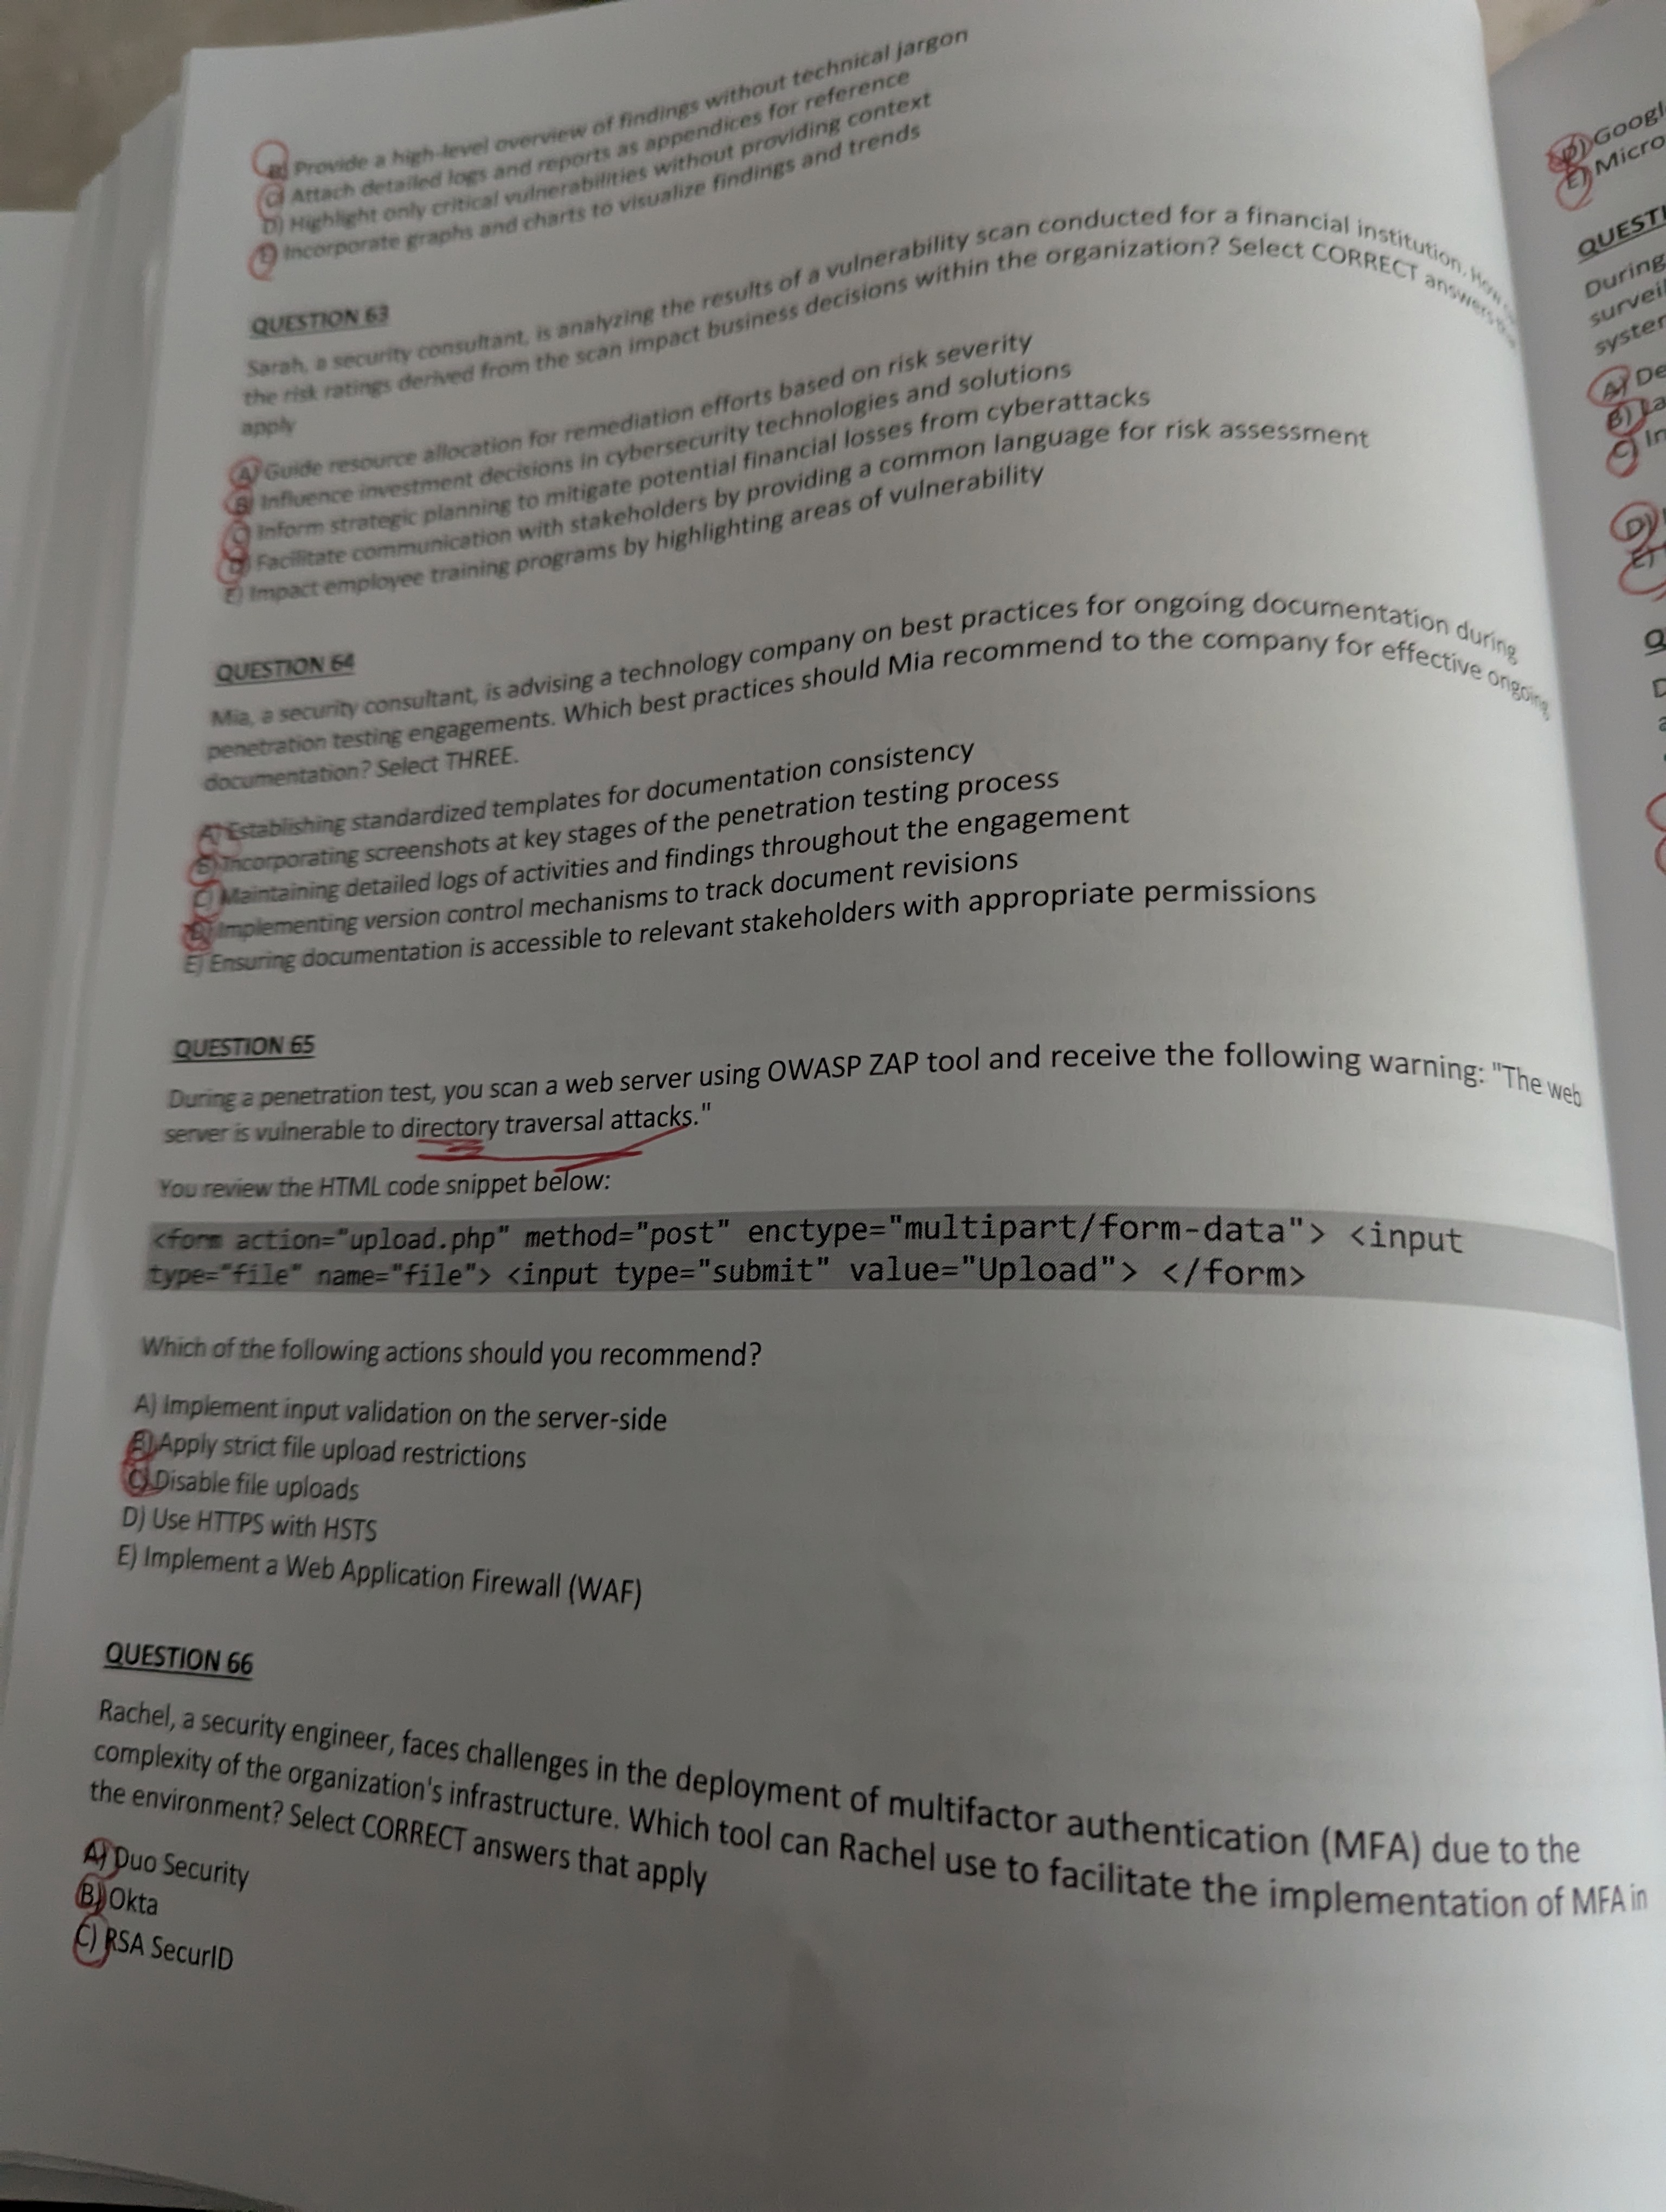 B) Provide a high-level overview of findings without technical jargon
C) Attach detailed logs and reports as appendices for reference
D) Highlight only critical vulnerabilities without providing context
E) Incorporate graphs and charts to visualize findings and trends
QUESTION 63
Sarah, a security consultant, is analyzing the results of a vulnerability scan conducted for a financial institution. How
the risk ratings derived from the scan impact business decisions within the organization? Select CORRECT answers
apply
A) Guide resource allocation for remediation efforts based on risk severity
B) Influence investment decisions in cybersecurity technologies and solutions
C) Inform strategic planning to mitigate potential financial losses from cyberattacks
D) Facilitate communication with stakeholders by providing a common language for risk assessment
E) Impact employee training programs by highlighting areas of vulnerability
QUESTION 64
Mia, a security consultant, is advising a technology company on best practices for ongoing documentation during
penetration testing engagements. Which best practices should Mia recommend to the company for effective ongoing
documentation? Select THREE.
A) Establishing standardized templates for documentation consistency
B) Incorporating screenshots at key stages of the penetration testing process
C) Maintaining detailed logs of activities and findings throughout the engagement
D) Implementing version control mechanisms to track document revisions
E) Ensuring documentation is accessible to relevant stakeholders with appropriate permissions
QUESTION 65
During a penetration test, you scan a web server using OWASP ZAP tool and receive the following warning: "The web
server is vulnerable to directory traversal attacks."
You review the HTML code snippet below:
<form action="upload.php" method="post" enctype="multipart/form-data"> <input
type="file" name="file"> <input type="submit" value="Upload"> </form>
Which of the following actions should you recommend?
A) Implement input validation on the server-side
B) Apply strict file upload restrictions
C) Disable file uploads
D) Use HTTPS with HSTS
E) Implement a Web Application Firewall (WAF)
QUESTION 66
Rachel, a security engineer, faces challenges in the deployment of multifactor authentication (MFA) due to the
complexity of the organization's infrastructure. Which tool can Rachel use to facilitate the implementation of MFA in
the environment? Select CORRECT answers that apply
A) Duo Security
B) Okta
C) RSA SecurID
D) Googl
E) Micro
QUESTI
During
surveil
syster
A) De
B) La
C) In
D)
E)